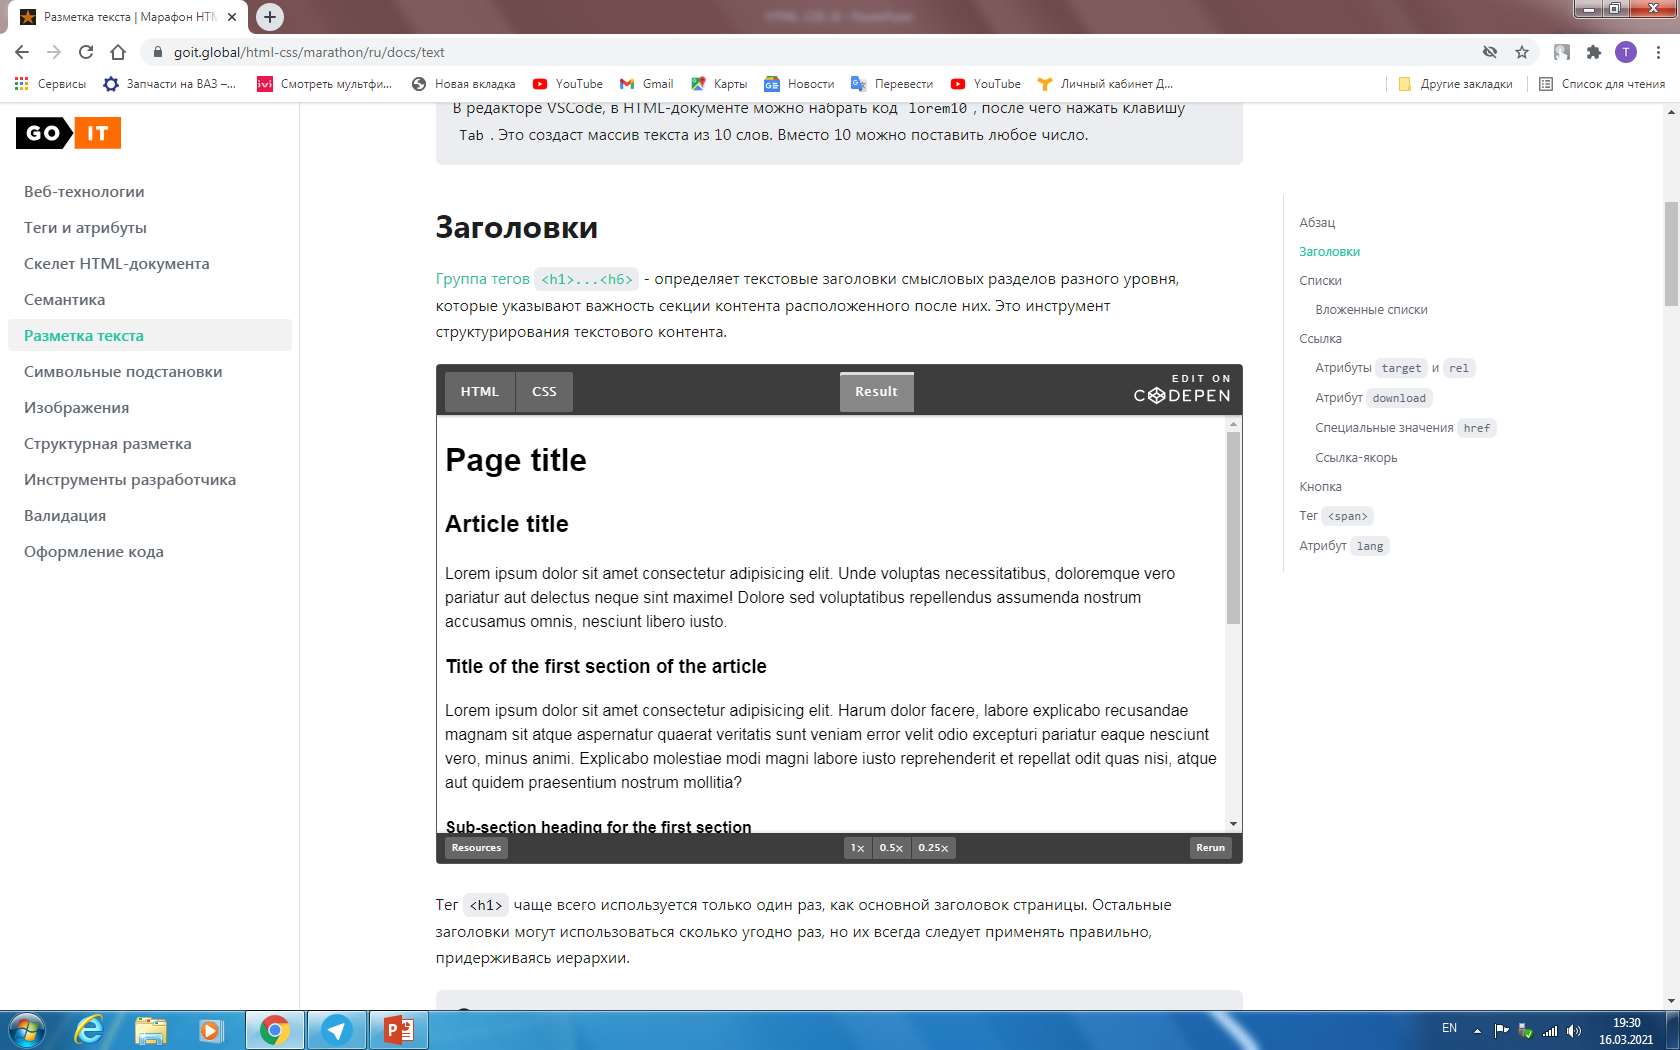 Разметка текста | Марафон HTM
goit.global/html-css/marathon/ru/docs/text
T
Сервисы
Запчасти на ВАЗ –...
ivi
Смотреть мультфи...
Новая вкладка
YouTube
Gmail
Карты
Новости
Перевести
YouTube
Личный кабинет Д...
Другие закладки
Список для чтения
GO IT
Веб-технологии
Теги и атрибуты
Скелет HTML-документа
Семантика
Разметка текста
Символьные подстановки
Изображения
Структурная разметка
Инструменты разработчика
Валидация
Оформление кода
В редакторе VSCode, в HTML-документе можно набрать код lorem10 , после чего нажать клавишу
Tab . Это создаст массив текста из 10 слов. Вместо 10 можно поставить любое число.
Заголовки
Группа тегов <h1>...<h6> - определяет текстовые заголовки смысловых разделов разного уровня,
которые указывают важность секции контента расположенного после них. Это инструмент
структурирования текстового контента.
HTML CSS Result EDIT ON
CODEPEN
Page title
Article title
Lorem ipsum dolor sit amet consectetur adipisicing elit. Unde voluptas necessitatibus, doloremque vero
pariatur aut delectus neque sint maxime! Dolore sed voluptatibus repellendus assumenda nostrum
accusamus omnis, nesciunt libero iusto.
Title of the first section of the article
Lorem ipsum dolor sit amet consectetur adipisicing elit. Harum dolor facere, labore explicabo recusandae
magnam sit atque aspernatur quaerat veritatis sunt veniam error velit odio excepturi pariatur eaque nesciunt
vero, minus animi. Explicabo molestiae modi magni labore iusto reprehenderit et repellat odit quas nisi, atque
aut quidem praesentium nostrum mollitia?
Sub-section heading for the first section
Resources 1x 0.5x 0.25x Rerun
Тег <h1> чаще всего используется только один раз, как основной заголовок страницы. Остальные
заголовки могут использоваться сколько угодно раз, но их всегда следует применять правильно,
придерживаясь иерархии.
Абзац
Заголовки
Списки
Вложенные списки
Ссылка
Атрибуты target и rel
Атрибут download
Специальные значения href
Ссылка-якорь
Кнопка
Тег <span>
Атрибут lang
EN
19:30
16.03.2021